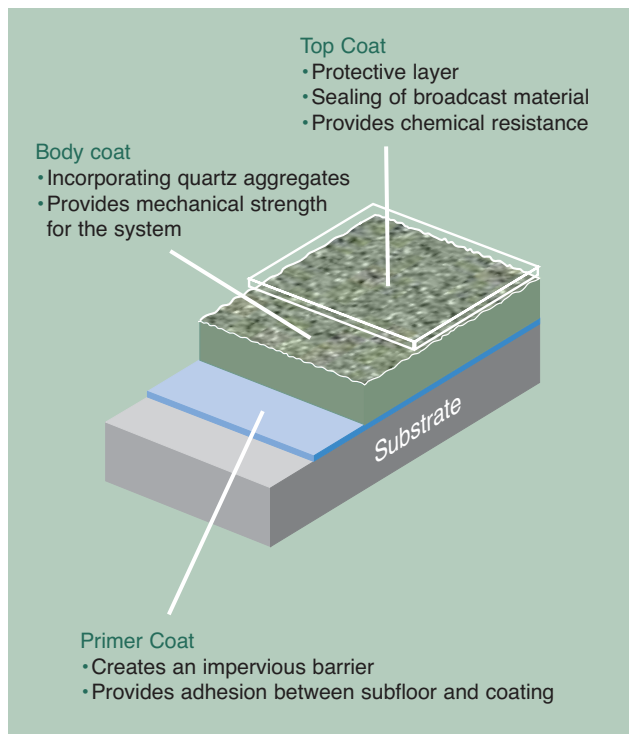 Top Coat
•Protective layer
•Sealing of broadcast material
•Provides chemical resistance
Body coat
•Incorporating quartz aggregates
•Provides mechanical strength
for the system
Substrate
Primer Coat
•Creates an impervious barrier
•Provides adhesion between subfloor and coating